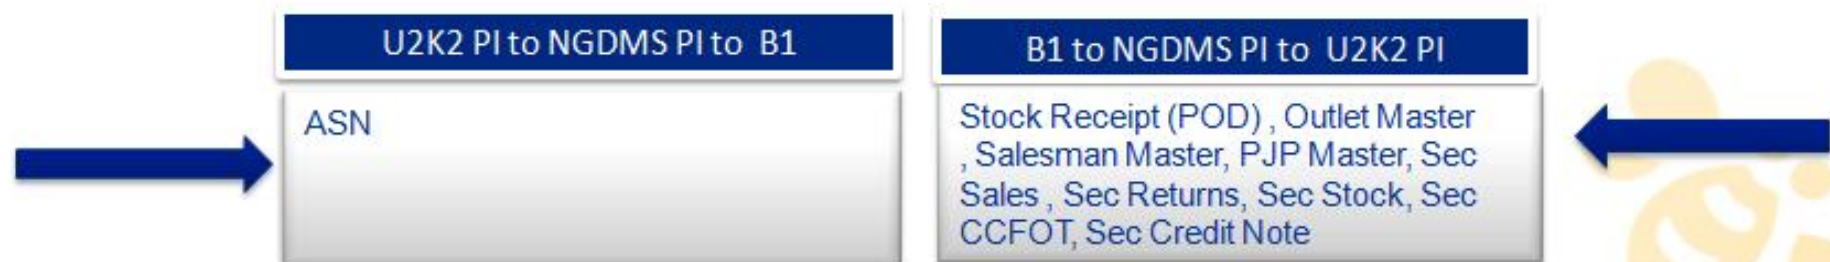 U2K2 PI to NGDMS PI to B1
ASN
B1 to NGDMS PI to U2K2 PI
Stock Receipt (POD) , Outlet Master
, Salesman Master, PJP Master, Sec
Sales , Sec Returns, Sec Stock, Sec
CCFOT, Sec Credit Note